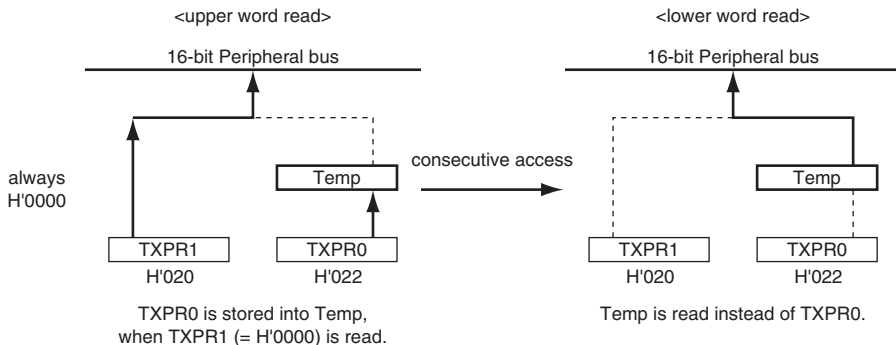 <upper word read>
16-bit Peripheral bus
always
H'0000
Temp
TXPR1
TXPR0
H'020
H'022
TXPR0 is stored into Temp,
when TXPR1 (= H'0000) is read.
consecutive access
<lower word read>
16-bit Peripheral bus
Temp
TXPR1
TXPR0
H'020
H'022
Temp is read instead of TXPR0.